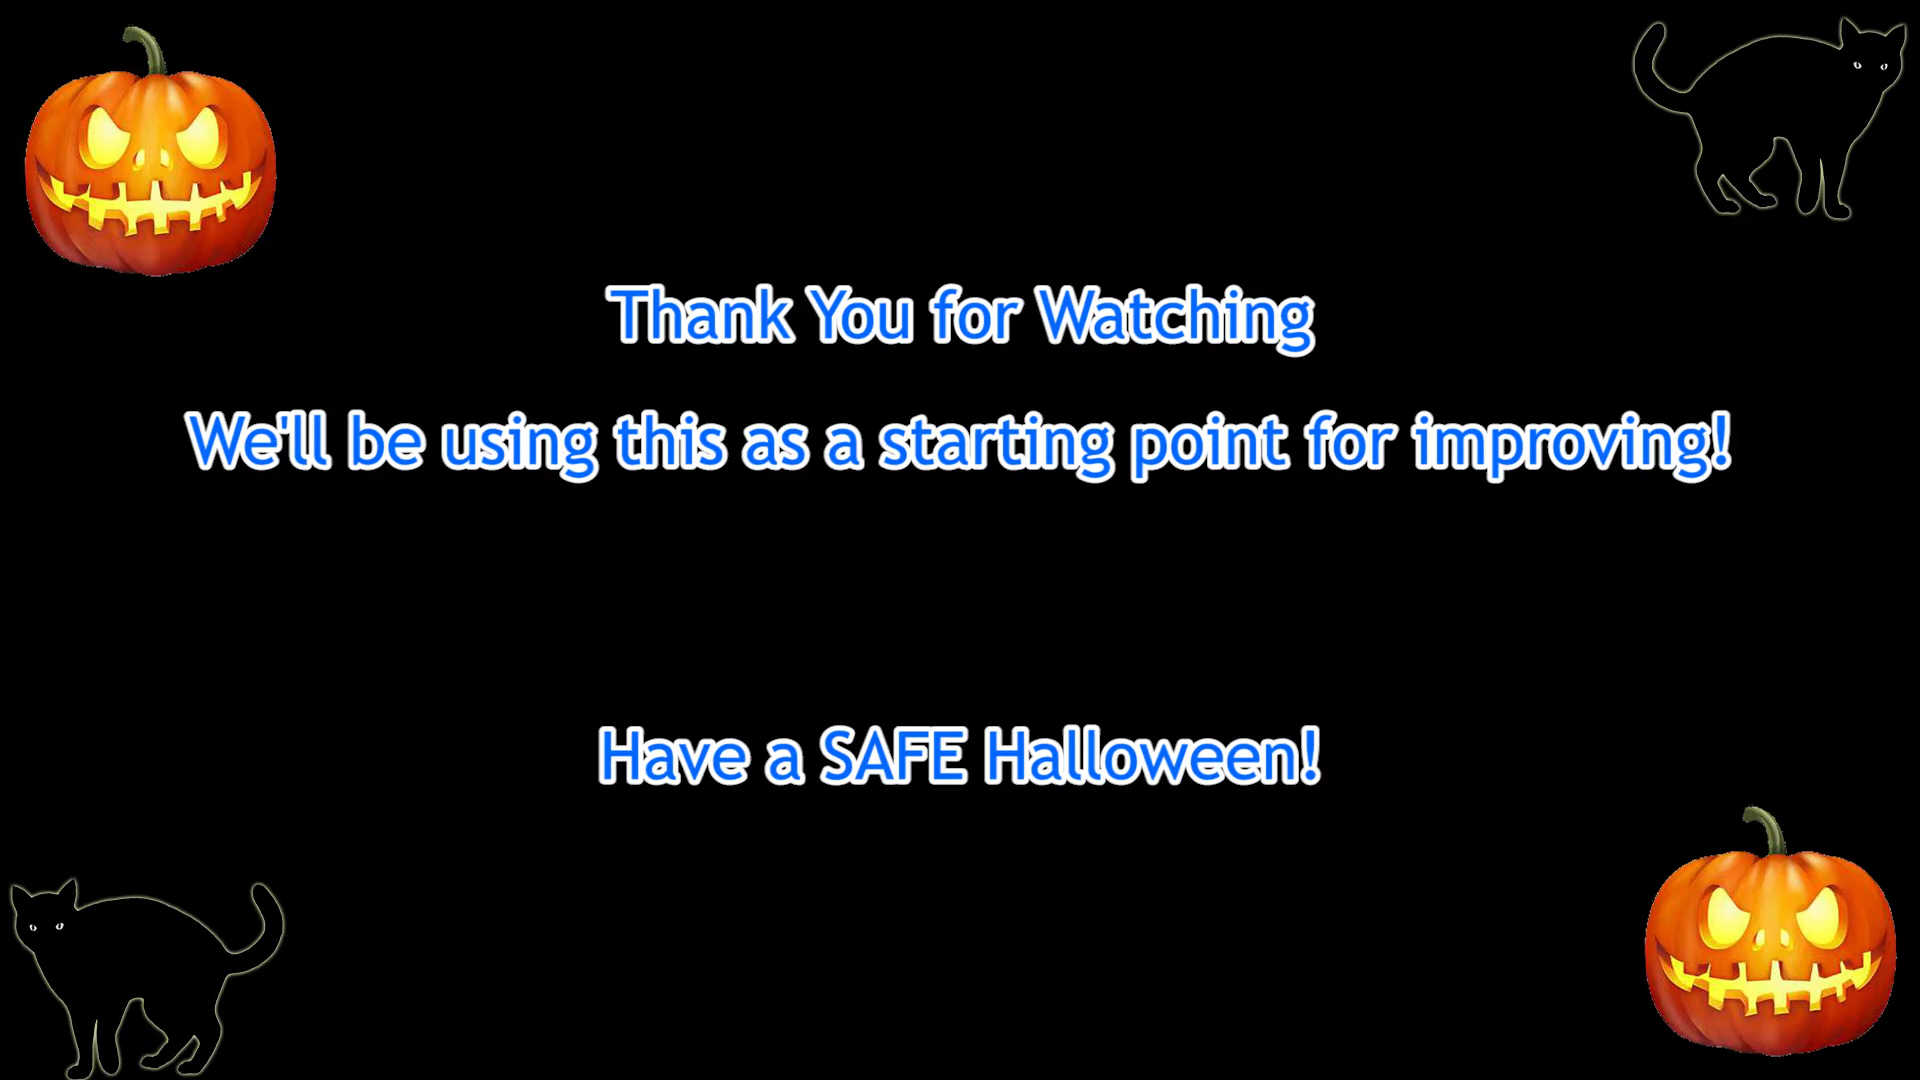 Thank You for Watching
We'll be using this as a starting point for improving!
Have a SAFE Halloween!